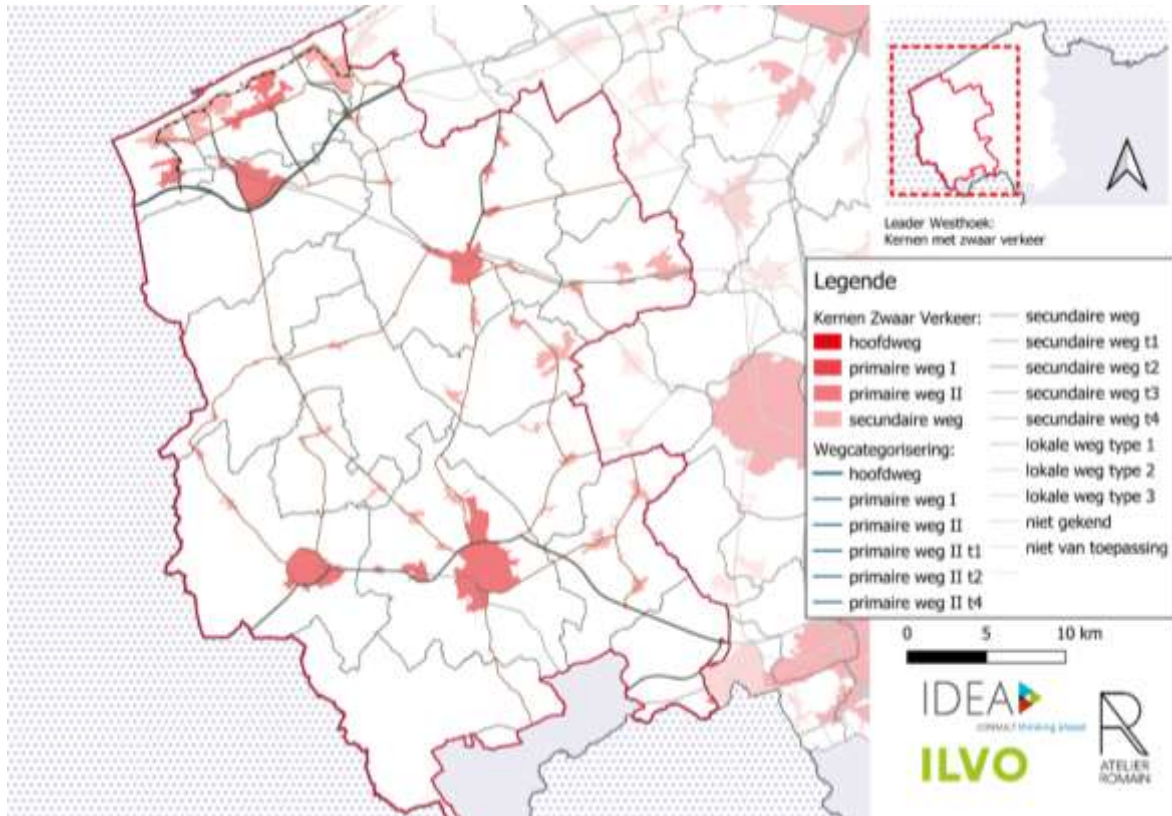 Leader Westhoek:
Kernen met zwaar verkeer
Legende
Kernen Zwaar Verkeer:
hoofdweg
primaire weg I
primaire weg II
secundaire weg
Wegcategorisering:
hoofdweg
primaire weg I
primaire weg II
primaire weg II t1
primaire weg II t2
primaire weg II t4
secundaire weg
secundaire weg t1
secundaire weg t2
secundaire weg t3
secundaire weg t4
lokale weg type 1
lokale weg type 2
lokale weg type 3
niet gekend
niet van toepassing
0 5 10 km
IDEA
CONSULT thinking ahead
ILVO
R
ATELIER
ROMAIN